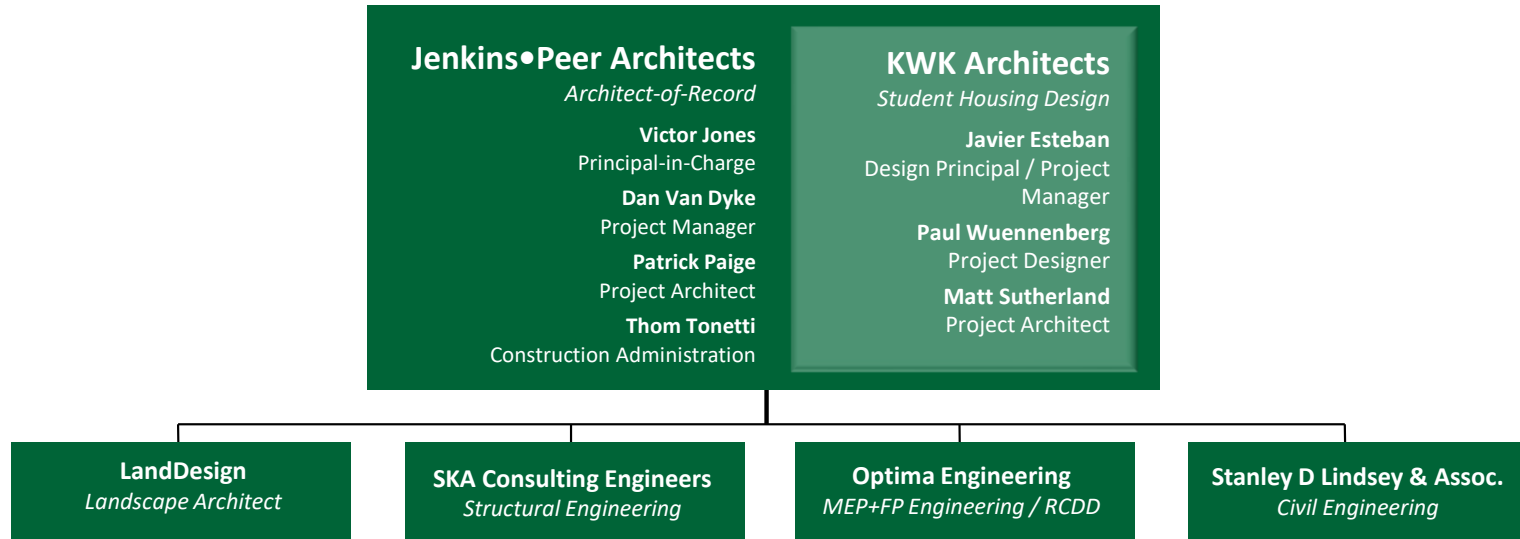 Jenkins•Peer Architects
Architect-of-Record
Victor Jones
Principal-in-Charge
Dan Van Dyke
Project Manager
Patrick Paige
Project Architect
Thom Tonetti
Construction Administration
KWK Architects
Student Housing Design
Javier Esteban
Design Principal / Project
Manager
Paul Wuennenberg
Project Designer
Matt Sutherland
Project Architect
LandDesign
Landscape Architect
SKA Consulting Engineers
Structural Engineering
Optima Engineering
MEP+FP Engineering / RCDD
Stanley D Lindsey & Assoc.
Civil Engineering